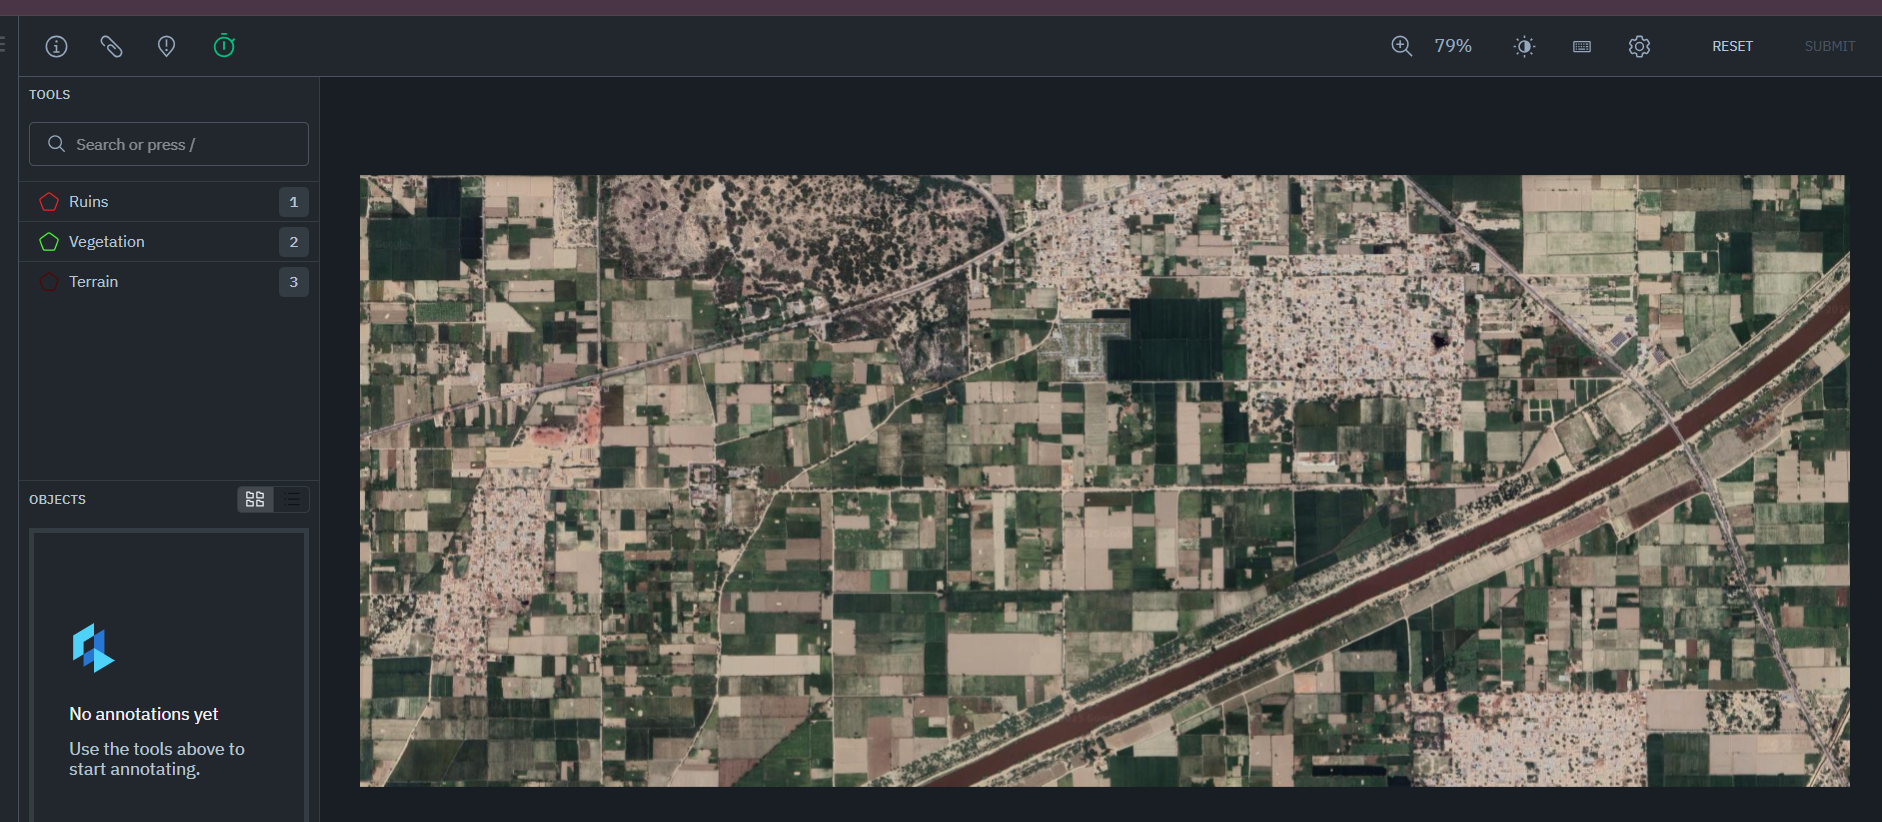 79%
RESET
SUBMIT
TOOLS
Search or press /
Ruins
1
Vegetation
2
Terrain
3
OBJECTS
No annotations yet
Use the tools above to
start annotating.